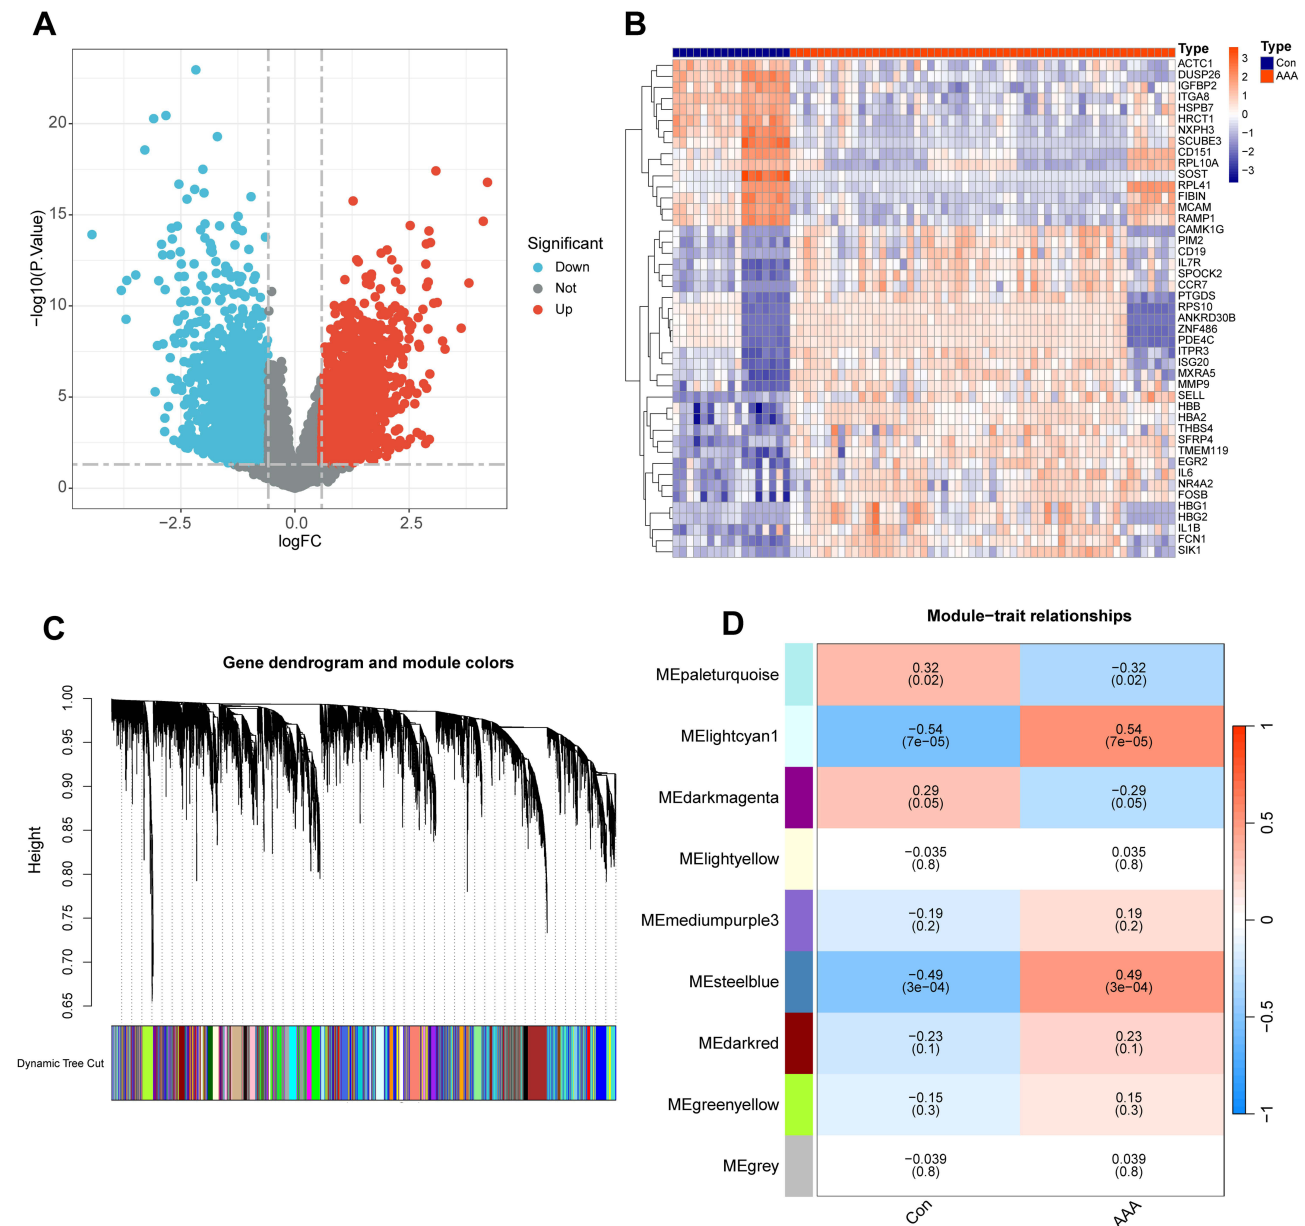 A
20
15
10
5
0
−log10(P.Value)
−2.5
0.0
2.5
logFC
Significant
Down
Not
Up
B
Type
ACTC1
DUSP26
IGFBP2
ITGA8
HSPB7
HRCT1
NXPH3
SCUBE3
CD151
RPL10A
SOST
RPL41
FIBIN
MCAM
RAMP1
CAMK1G
PIM2
CD19
IL7R
SPOCK2
CCR7
PTGDS
RPS10
ANKRD30B
ZNF486
PDE4C
ITPR3
ISG20
MXRA5
MMP9
SELL
HBB
HBA2
THBS4
SFRP4
TMEM119
EGR2
IL6
NR4A2
FOSB
HBG1
HBG2
IL1B
FCN1
SIK1
3
2
1
0
−1
−2
−3
Type
Con
AAA
C
Gene dendrogram and module colors
Height
1.00
0.95
0.90
0.85
0.80
0.75
0.70
0.65
Dynamic Tree Cut
D
Module−trait relationships
MEpaleturquoise
0.32
(0.02)
−0.32
(0.02)
MElightcyan1
−0.54
(7e−05)
0.54
(7e−05)
MEdarkmagenta
0.29
(0.05)
−0.29
(0.05)
MElightyellow
−0.035
(0.8)
0.035
(0.8)
MEmediumpurple3
−0.19
(0.2)
0.19
(0.2)
MEsteelblue
−0.49
(3e−04)
0.49
(3e−04)
MEdarkred
−0.23
(0.1)
0.23
(0.1)
MEgreenyellow
−0.15
(0.3)
0.15
(0.3)
MEgrey
−0.039
(0.8)
0.039
(0.8)
Con
AAA
1
0.5
0
−0.5
−1